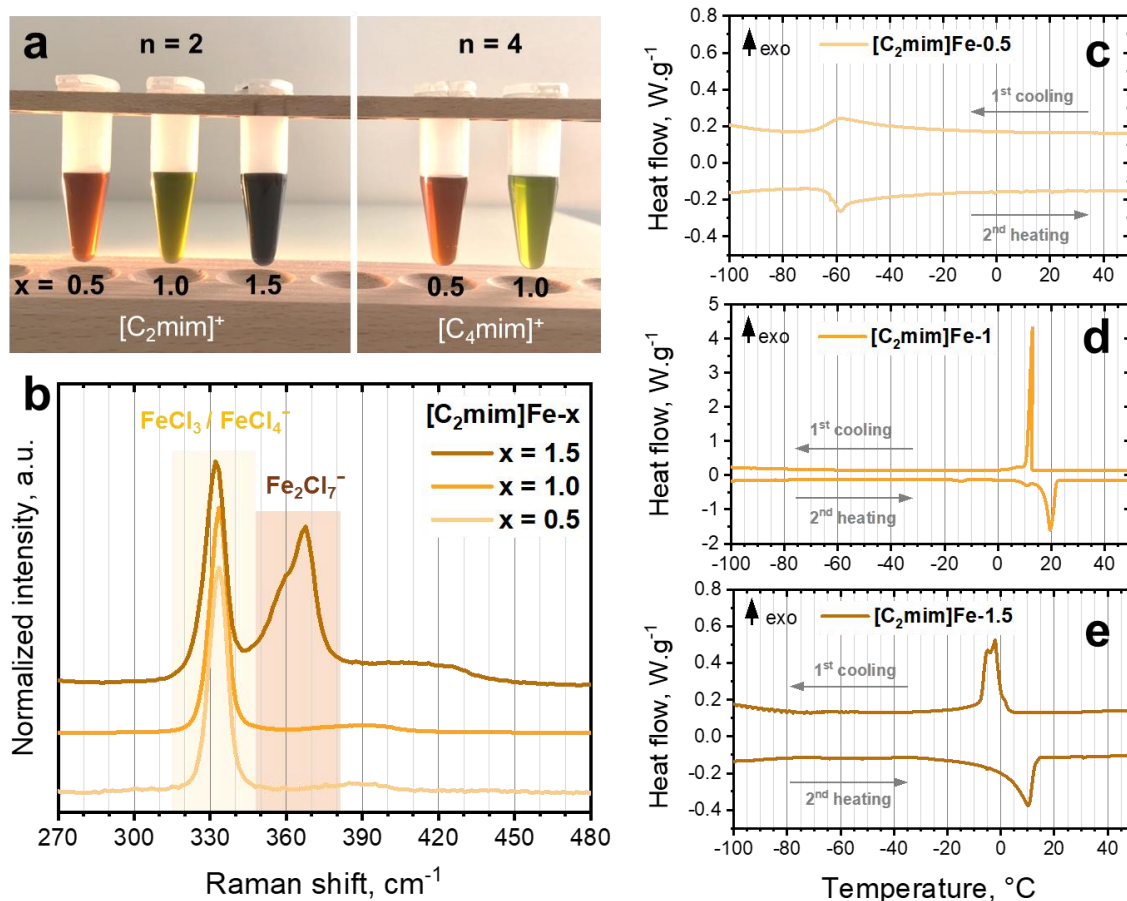 a
n = 2
n = 4
x = 0.5 1.0 1.5
0.5 1.0
[C₂mim]⁺
[C₄mim]⁺
b
[C₂mim]Fe-x
FeCl₃ / FeCl₄⁻
x = 1.5
x = 1.0
x = 0.5
Fe₂Cl₇⁻
Normalized intensity, a.u.
270 300 330 360 390 420 450 480
Raman shift, cm⁻¹
c
exo
[C₂mim]Fe-0.5
1st cooling
2nd heating
Heat flow, W.g⁻¹
0.8
0.6
0.4
0.2
0.0
-0.2
-0.4
-100 -80 -60 -40 -20 0 20 40
d
exo
[C₂mim]Fe-1
1st cooling
2nd heating
Heat flow, W.g⁻¹
5
4
3
2
1
0
-1
-2
-100 -80 -60 -40 -20 0 20 40
e
exo
[C₂mim]Fe-1.5
1st cooling
2nd heating
Heat flow, W.g⁻¹
0.8
0.6
0.4
0.2
0.0
-0.2
-0.4
-100 -80 -60 -40 -20 0 20 40
Temperature, °C